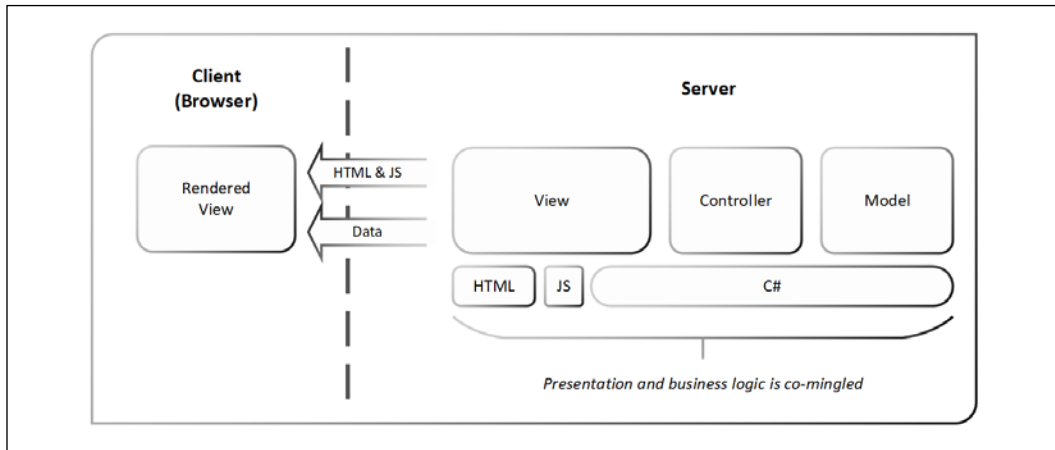 Client
(Browser)
Server
HTML & JS
Rendered
View
Data
View
Controller
Model
HTML
JS
C#
Presentation and business logic is co-mingled